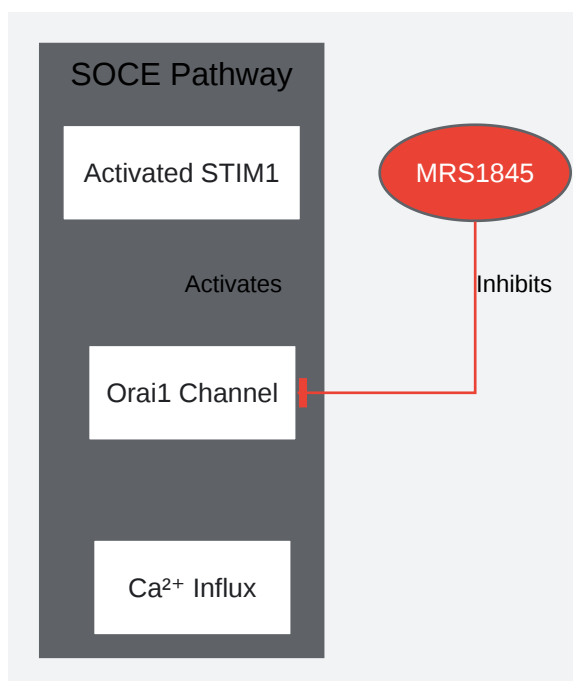 SOCE Pathway
Activated STIM1
MRS1845
Activates
Inhibits
Orai1 Channel
Ca²⁺ Influx